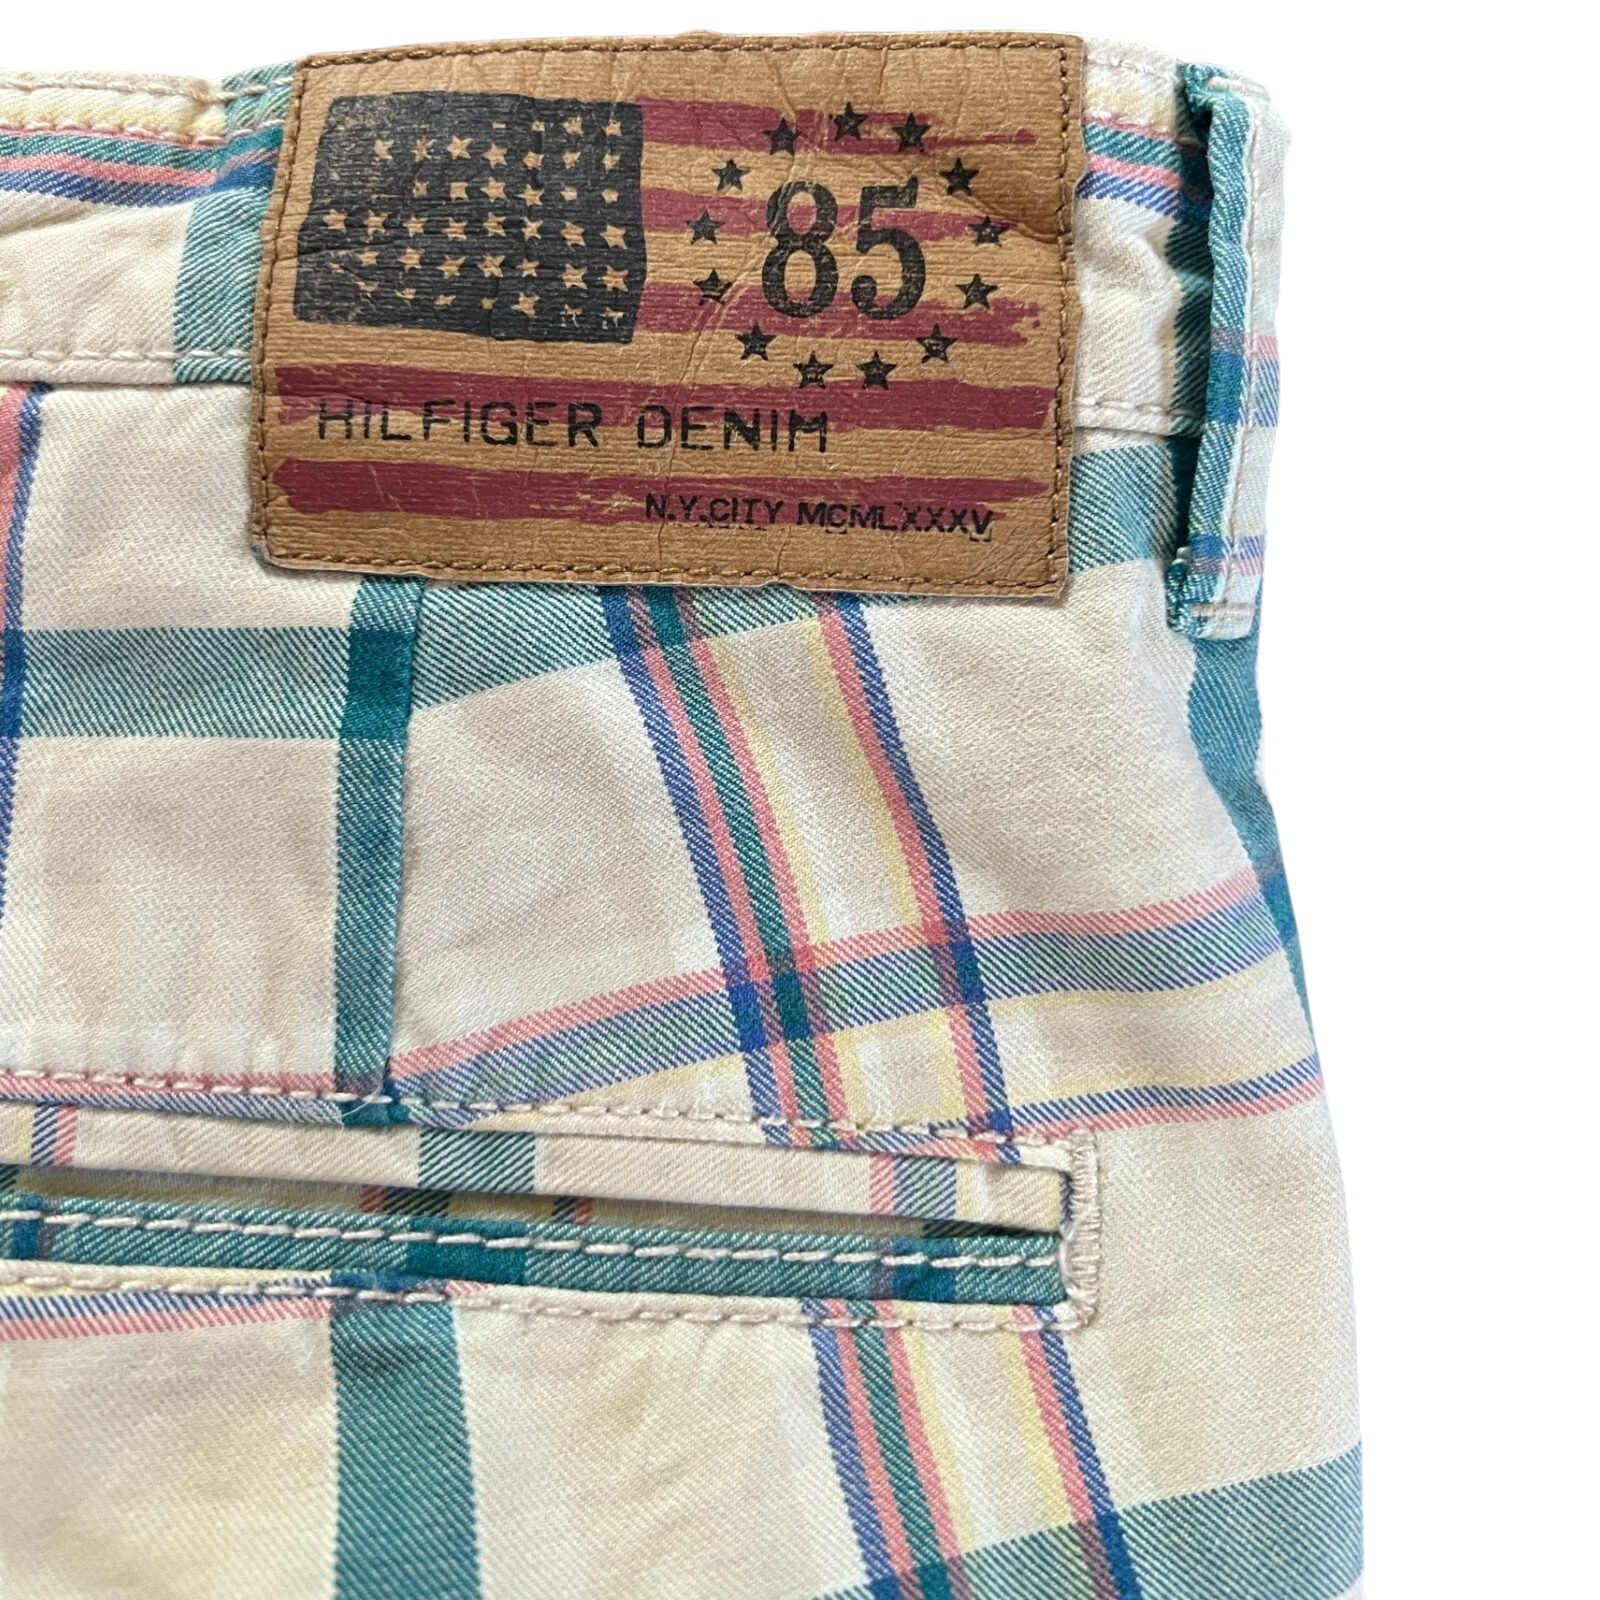 85
HILFIGER DENIM
N.Y.CITY MCMLXXXV